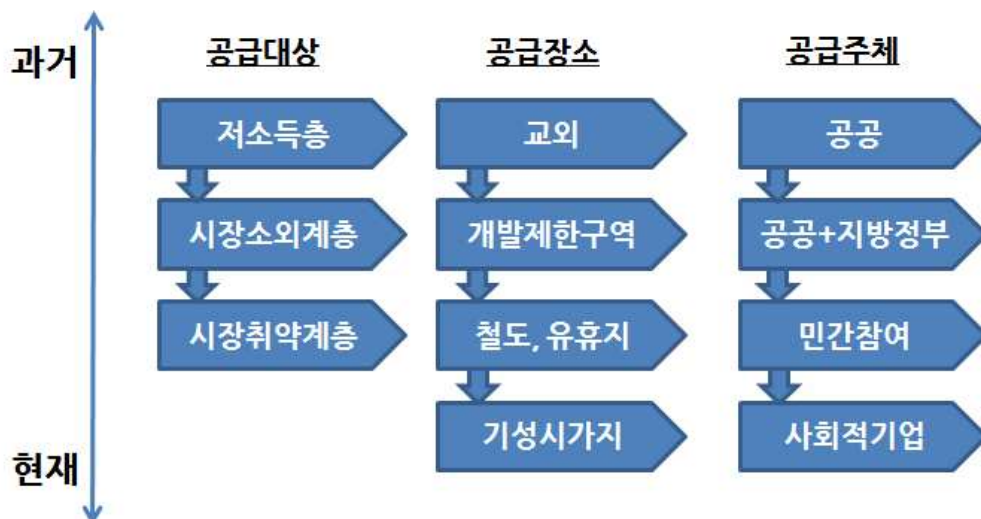 과거
공급대상
공급장소
공급주체
저소득층
교외
공공
시장소외계층
개발제한구역
공공+지방정부
시장취약계층
철도, 유휴지
민간참여
기성시가지
사회적기업
현재